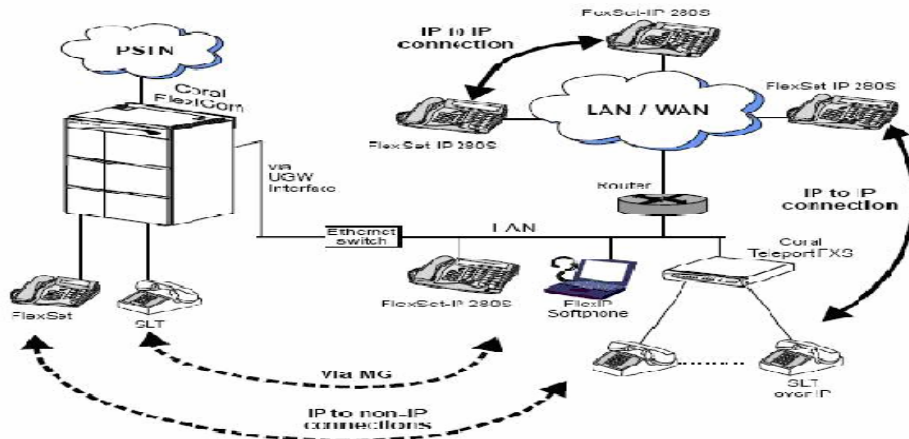 PSTN
Coral
FlexiCom
via
UGW
Interface
IP to IP
connection
FlexSet-IP 280S
FlexSet-IP 280S
LAN / WAN
FlexSet IP 280S
Router
IP to IP
connection
Ethernet
switch
LAN
Coral
Teleport FXS
FlexSet
SLT
FlexSet-IP 280S
FlexIP
Softphone
SLT
over IP
via MG
IP to non-IP
connections